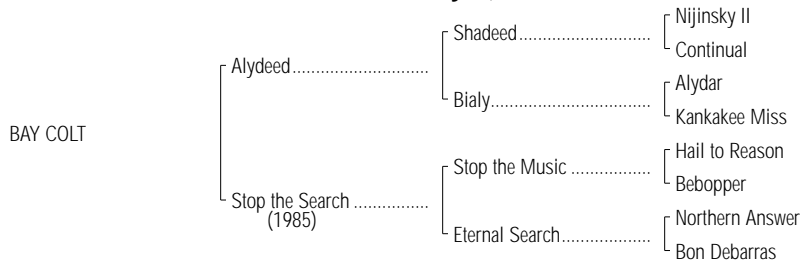 Nijinsky II
Shadeed
Continual
Alydeed
Alydar
Bialy
Kankakee Miss
BAY COLT
Hail to Reason
Stop the Music
Bebopper
Stop the Search
(1985)
Northern Answer
Eternal Search
Bon Debarras